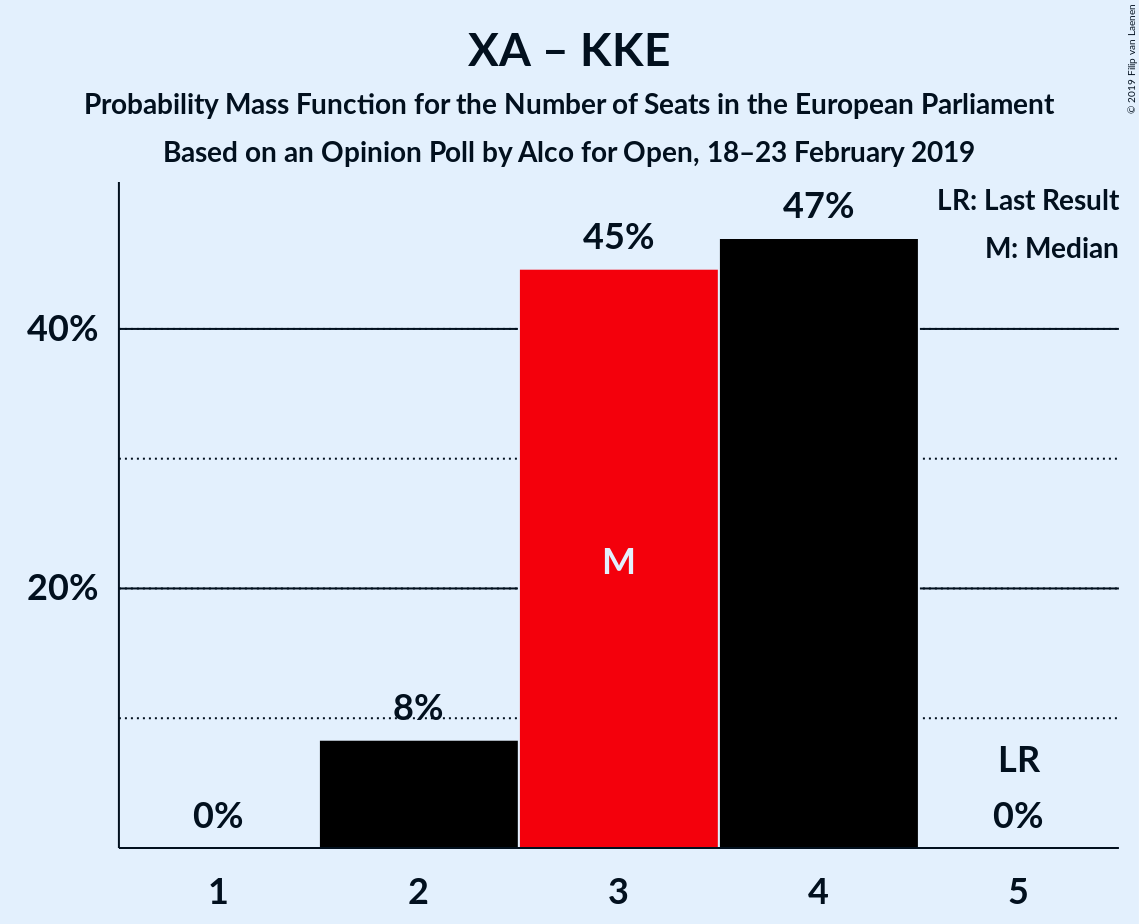 XA – KKE
Probability Mass Function for the Number of Seats in the European Parliament
Based on an Opinion Poll by Alco for Open, 18–23 February 2019
© 2019 Filip van Laenen
LR: Last Result
M: Median
47%
45%
40%
M
20%
8%
LR
0%
0%
1
2
3
4
5